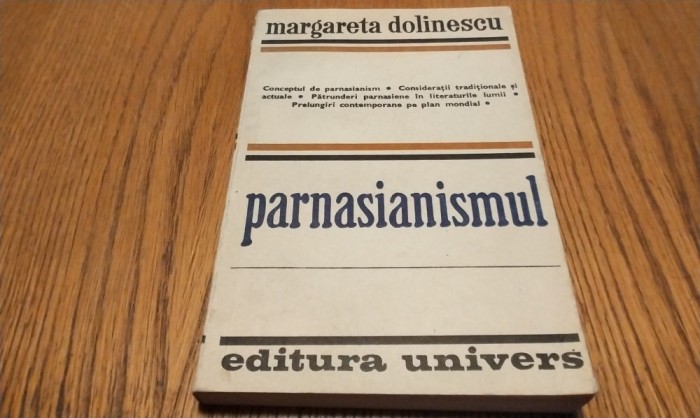 margareta dolinescu
Conceptul de parnasianism • Considerații tradiționale și
actuale • Pătrunderi parnasiene în literaturile lumii •
Prelungiri contemporane pe plan mondial •
parnasianismul
editura univers